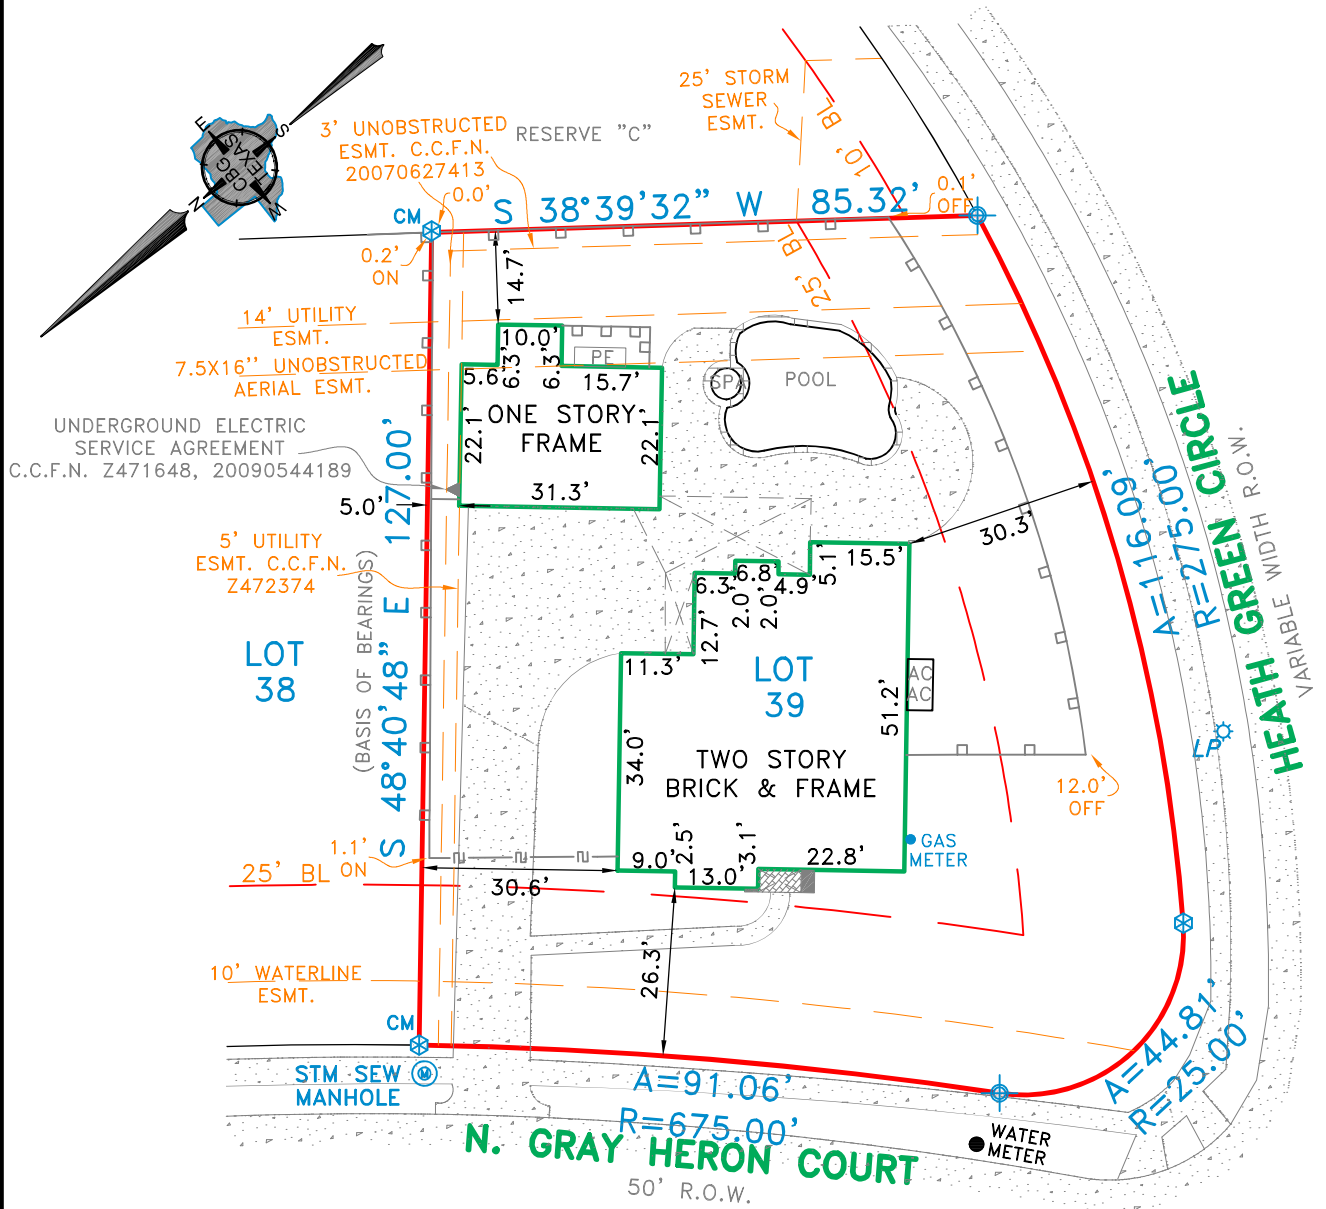 25' STORM
SEWER
ESMT.
10' BL
3' UNOBSTRUCTED
ESMT. C.C.F.N.
20070627413
RESERVE "C"
E
S
N
W
CBG
TEXAS
0.0'
CM
S 38°39'32" W 85.32'
0.1'
OFF
0.2'
ON
14.7'
25' BL
14' UTILITY
ESMT.
7.5X16'' UNOBSTRUCTED
AERIAL ESMT.
10.0'
6.3'
6.3'
PE
5.6'
15.7'
SPA
POOL
ONE STORY
FRAME
22.1'
22.1'
31.3'
UNDERGROUND ELECTRIC
SERVICE AGREEMENT
C.C.F.N. Z471648, 20090544189
5.0'
5' UTILITY
ESMT. C.C.F.N.
Z472374
S 48°40'48" E 127.00'
(BASIS OF BEARINGS)
LOT
38
30.3'
15.5'
5.1'
6.8'
6.3'
4.9'
2.0'
2.0'
12.7'
11.3'
LOT
39
AC
AC
51.2'
34.0'
TWO STORY
BRICK & FRAME
A=116.09'
R=275.00'
HEATH GREEN CIRCLE
VARIABLE WIDTH R.O.W.
LP
12.0'
OFF
GAS
METER
1.1'
ON
25' BL
9.0'
2.5'
13.0'
3.1'
22.8'
30.6'
26.3'
10' WATERLINE
ESMT.
CM
STM SEW
MANHOLE
M
A=91.06'
R=675.00'
A=44.81'
R=25.00'
N. GRAY HERON COURT
50' R.O.W.
WATER
METER